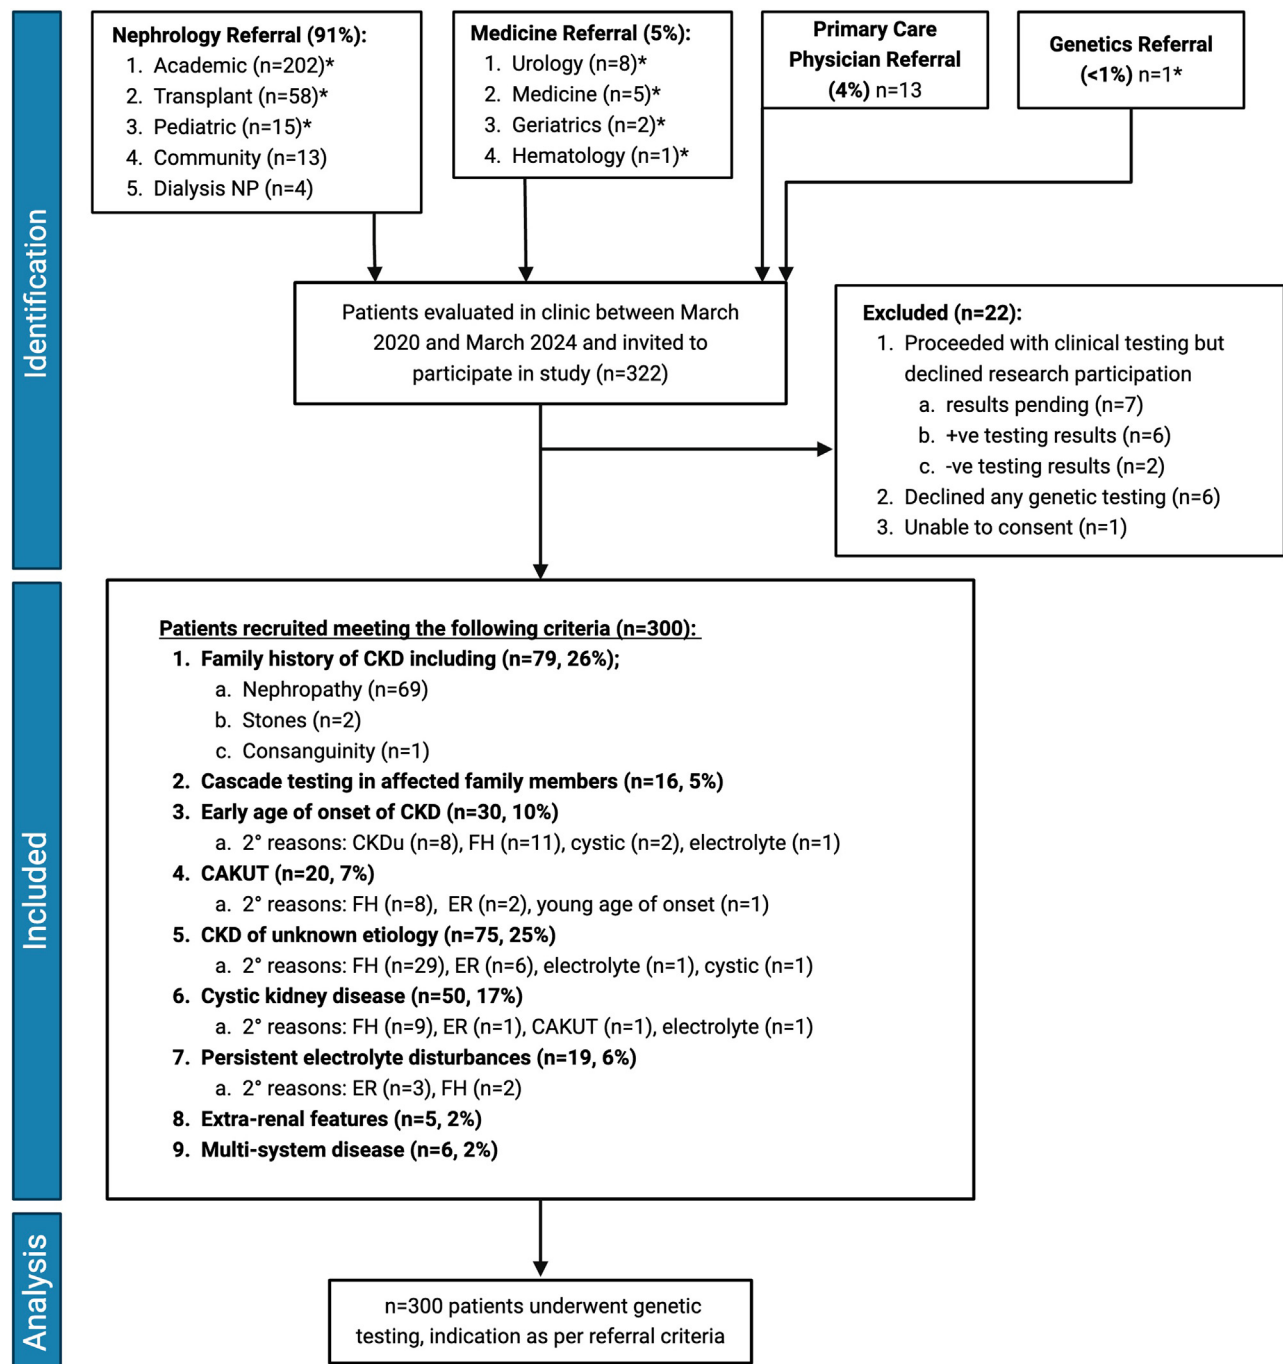 Identification
Nephrology Referral (91%):
1. Academic (n=202)*
2. Transplant (n=58)*
3. Pediatric (n=15)*
4. Community (n=13)
5. Dialysis NP (n=4)
Medicine Referral (5%):
1. Urology (n=8)*
2. Medicine (n=5)*
3. Geriatrics (n=2)*
4. Hematology (n=1)*
Primary Care
Physician Referral
(4%) n=13
Genetics Referral
(<1%) n=1*
Patients evaluated in clinic between March
2020 and March 2024 and invited to
participate in study (n=322)
Excluded (n=22):
1. Proceeded with clinical testing but
declined research participation
a. results pending (n=7)
b. +ve testing results (n=6)
c. -ve testing results (n=2)
2. Declined any genetic testing (n=6)
3. Unable to consent (n=1)
Included
Patients recruited meeting the following criteria (n=300):
1. Family history of CKD including (n=79, 26%);
a. Nephropathy (n=69)
b. Stones (n=2)
c. Consanguinity (n=1)
2. Cascade testing in affected family members (n=16, 5%)
3. Early age of onset of CKD (n=30, 10%)
a. 2° reasons: CKDu (n=8), FH (n=11), cystic (n=2), electrolyte (n=1)
4. CAKUT (n=20, 7%)
a. 2° reasons: FH (n=8), ER (n=2), young age of onset (n=1)
5. CKD of unknown etiology (n=75, 25%)
a. 2° reasons: FH (n=29), ER (n=6), electrolyte (n=1), cystic (n=1)
6. Cystic kidney disease (n=50, 17%)
a. 2° reasons: FH (n=9), ER (n=1), CAKUT (n=1), electrolyte (n=1)
7. Persistent electrolyte disturbances (n=19, 6%)
a. 2° reasons: ER (n=3), FH (n=2)
8. Extra-renal features (n=5, 2%)
9. Multi-system disease (n=6, 2%)
Analysis
n=300 patients underwent genetic
testing, indication as per referral criteria